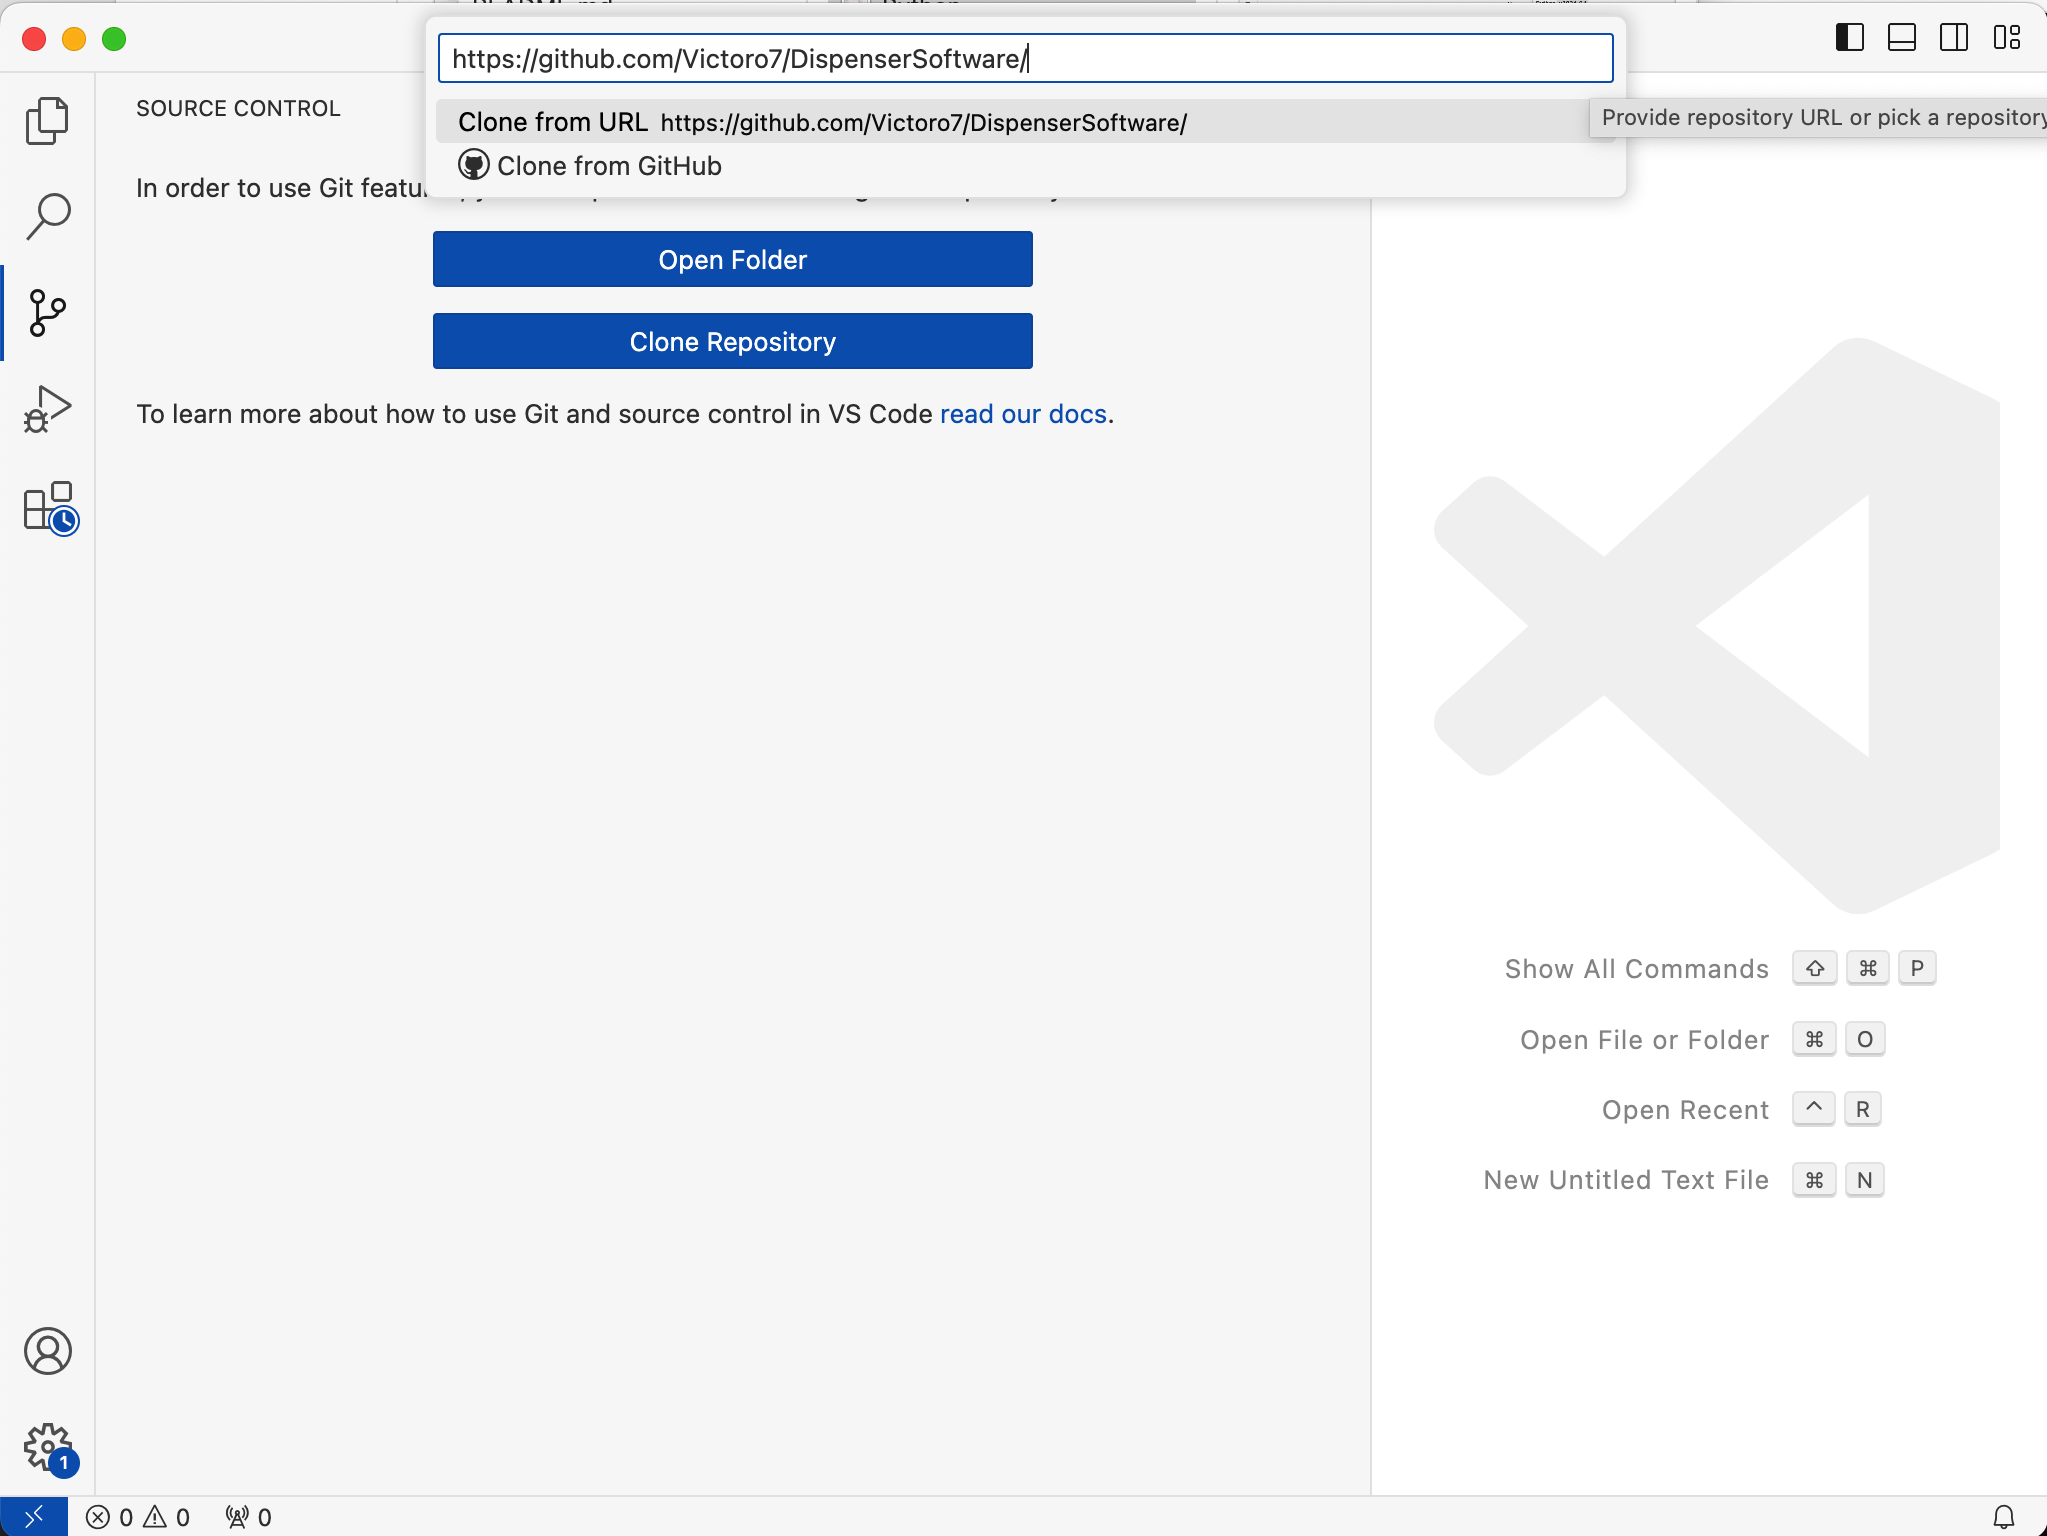 https://github.com/Victoro7/DispenserSoftware/
SOURCE CONTROL
Clone from URL https://github.com/Victoro7/DispenserSoftware/
Provide repository URL or pick a repository
Clone from GitHub
In order to use Git
Open Folder
Clone Repository
To learn more about how to use Git and source control in VS Code read our docs.
Show All Commands ⇧ ⌘ P
Open File or Folder ⌘ O
Open Recent ^ R
New Untitled Text File ⌘ N
1
0 0 0